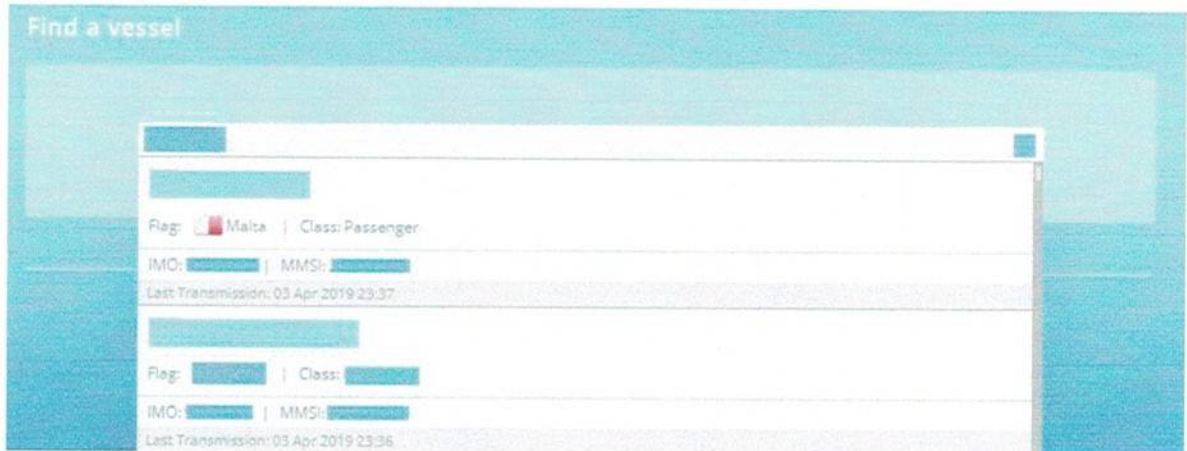 Find a vessel
Flag: Malta | Class: Passenger
IMO: | MMSI:
Last Transmission: 03 Apr 2019 23:37
Flag: | Class:
IMO: | MMSI:
Last Transmission: 03 Apr 2019 23:36